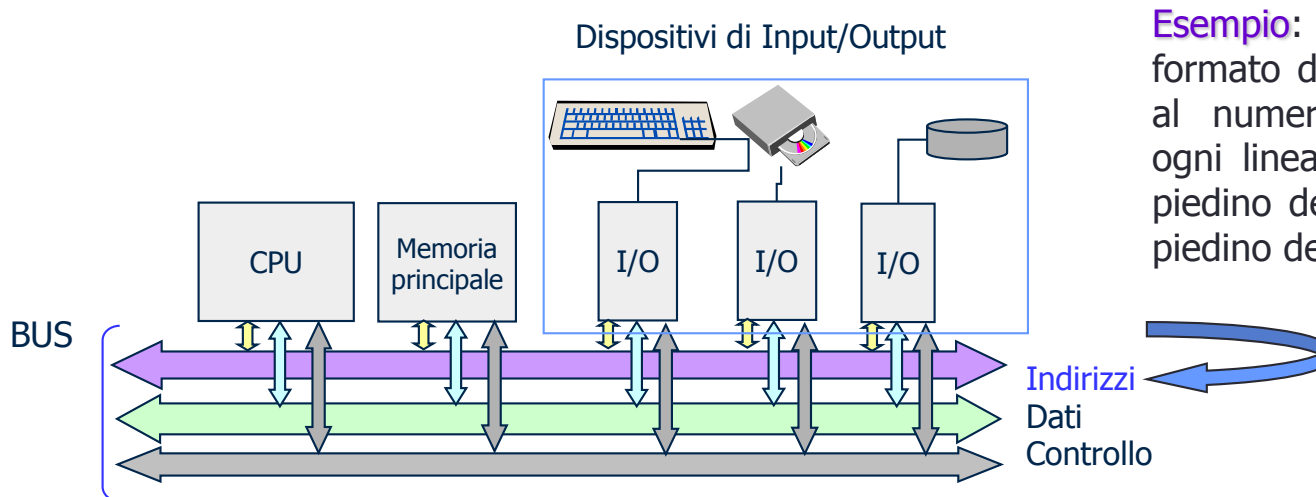 Dispositivi di Input/Output
Esempio:
formato d
al numer
ogni linea
piedino de
piedino de
CPU
Memoria
principale
I/O
I/O
I/O
BUS
Indirizzi
Dati
Controllo